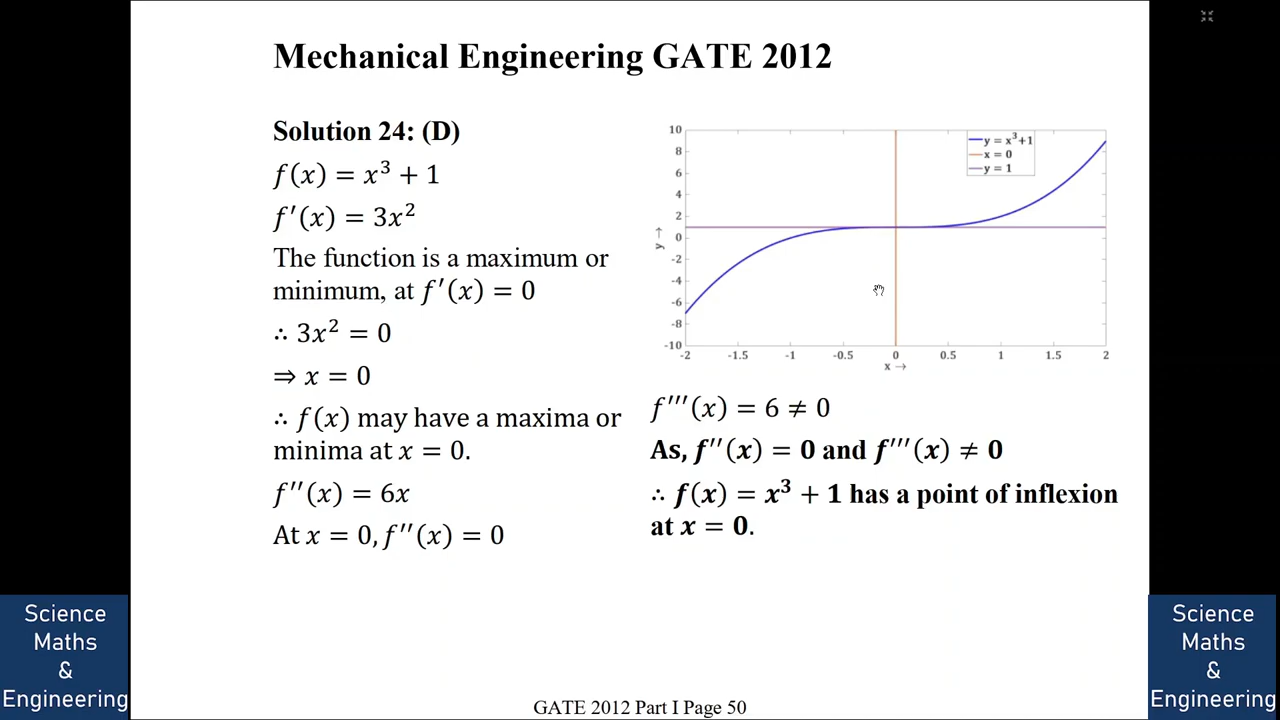 Mechanical Engineering GATE 2012
Solution 24: (D)
f(x) = x³ + 1
f′(x) = 3x²
The function is a maximum or
minimum, at f′(x) = 0
∴ 3x² = 0
⇒ x = 0
∴ f(x) may have a maxima or
minima at x = 0.
f′′(x) = 6x
At x = 0, f′′(x) = 0
10
8
6
4
2
0
-2
-4
-6
-8
-10
y →
y = x³+1
x = 0
y = 1
-2 -1.5 -1 -0.5 0 0.5 1 1.5 2
x →
f′′′(x) = 6 ≠ 0
As, f′′(x) = 0 and f′′′(x) ≠ 0
∴ f(x) = x³ + 1 has a point of inflexion
at x = 0.
Science
Maths
&
Engineering
Science
Maths
&
Engineering
GATE 2012 Part I Page 50